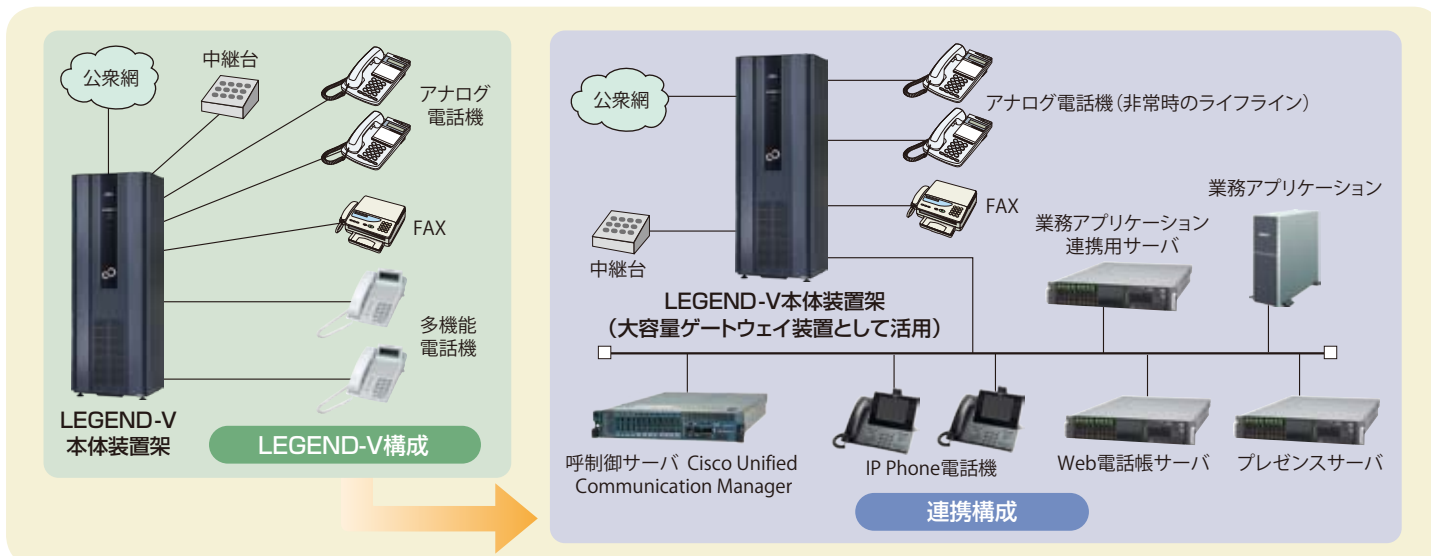 公衆網
中継台
アナログ
電話機
FAX
多機能
電話機
LEGEND-V
本体装置架
LEGEND-V構成
公衆網
アナログ電話機（非常時のライフライン）
FAX
中継台
LEGEND-V本体装置架
（大容量ゲートウェイ装置として活用）
業務アプリケーション
連携用サーバ
業務アプリケーション
呼制御サーバ Cisco Unified
Communication Manager
IP Phone電話機
Web電話帳サーバ
プレゼンスサーバ
連携構成